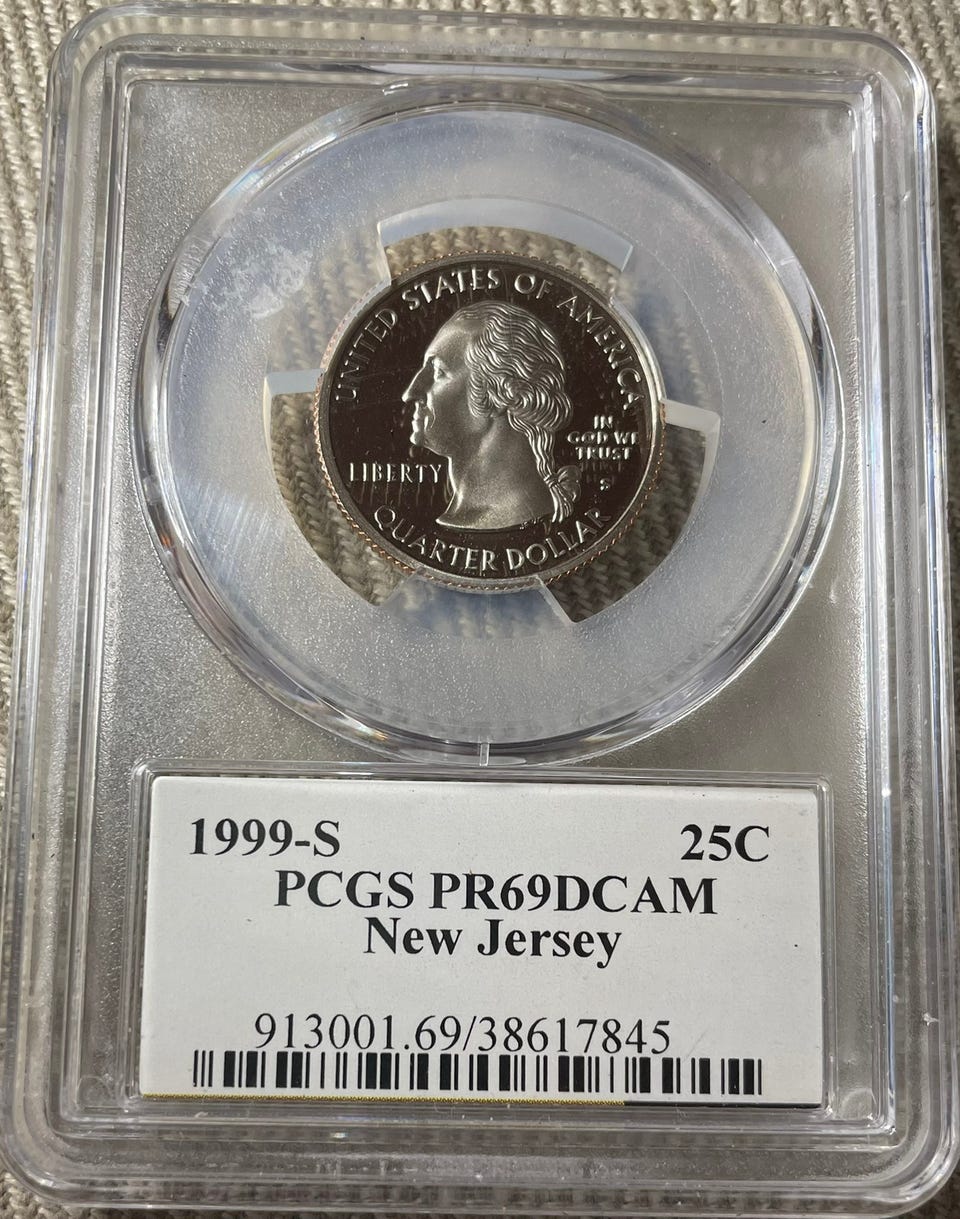 UNITED STATES OF AMERICA
IN
GOD WE
TRUST
S
LIBERTY
QUARTER DOLLAR
1999-S 25C
PCGS PR69DCAM
New Jersey
913001.69/38617845